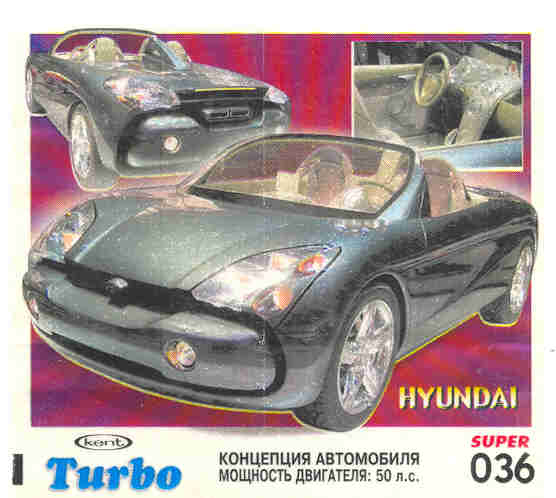 HYUNDAI
kent
Turbo
КОНЦЕПЦИЯ АВТОМОБИЛЯ
МОЩНОСТЬ ДВИГАТЕЛЯ: 50 л.с.
SUPER
036